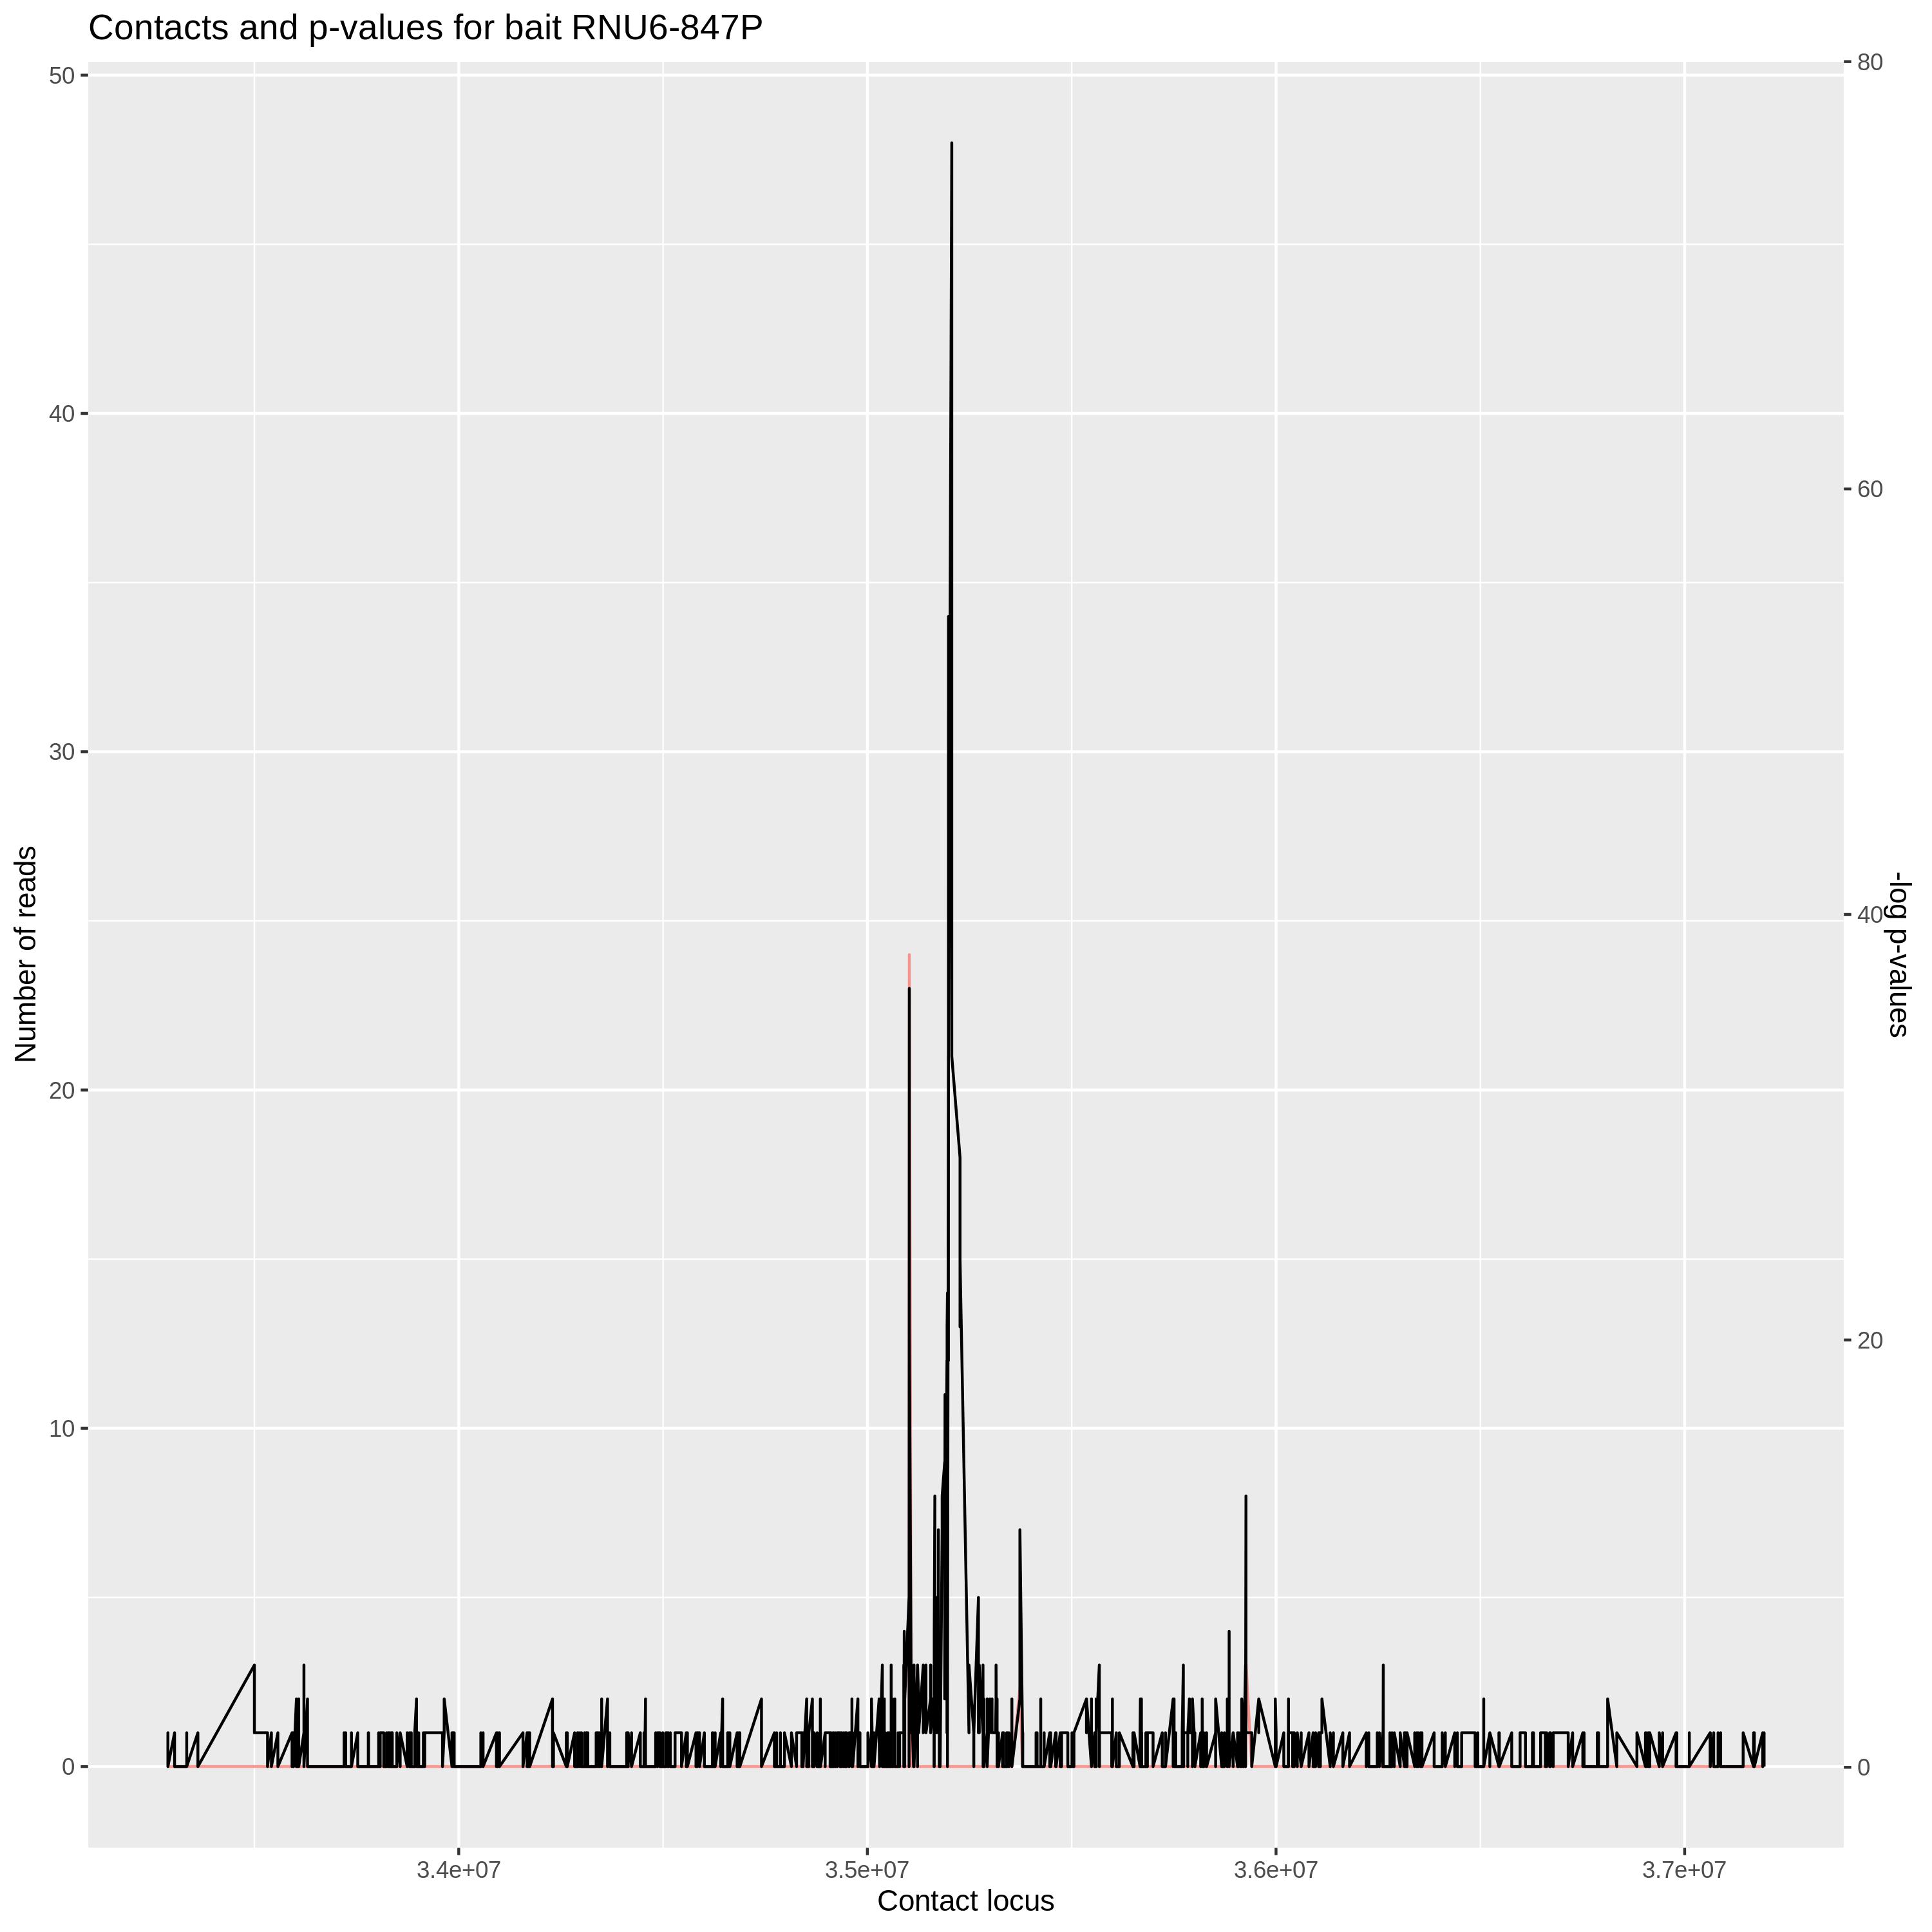 Contacts and p-values for bait RNU6-847P
50
40
30
20
10
0
Number of reads
80
60
40
20
0
-log p-values
3.4e+07
3.5e+07
3.6e+07
3.7e+07
Contact locus